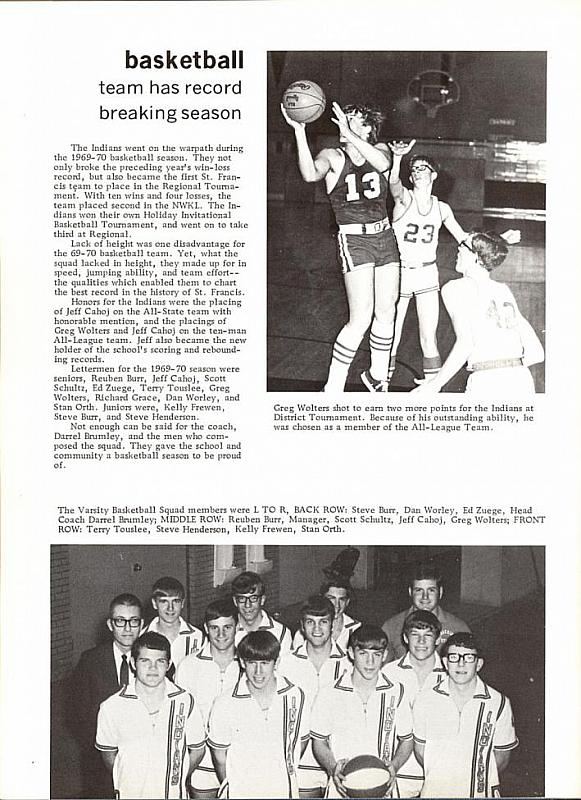 basketball
team has record
breaking season
The Indians went on the warpath during
the 1969-70 basketball season. They not
only broke the preceding year's win-loss
record, but also became the first St. Fran-
cis team to place in the Regional Tourna-
ment. With ten wins and four losses, the
team placed second in the NWKL. The In-
dians won their own Holiday Invitational
Basketball Tournament, and went on to take
third at Regional.
Lack of height was one disadvantage for
the 69-70 basketball team. Yet, what the
squad lacked in height, they made up for in
speed, jumping ability, and team effort--
the qualities which enabled them to chart
the best record in the history of St. Francis.
Honors for the Indians were the placing
of Jeff Cahoj on the All-State team with
honorable mention, and the placings of
Greg Wolters and Jeff Cahoj on the ten-man
All-League team. Jeff also became the new
holder of the school's scoring and rebound-
ing records.
Lettermen for the 1969-70 season were
seniors, Reuben Burr, Jeff Cahoj, Scott
Schultz, Ed Zuege, Terry Touslee, Greg
Wolters, Richard Grace, Dan Worley, and
Stan Orth. Juniors were, Kelly Frewen,
Steve Burr, and Steve Henderson.
Not enough can be said for the coach,
Darrel Brumley, and the men who com-
posed the squad. They gave the school and
community a basketball season to be proud
of.
13
23
Greg Wolters shot to earn two more points for the Indians at
District Tournament. Because of his outstanding ability, he
was chosen as a member of the All-League Team.
The Varsity Basketball Squad members were L TO R, BACK ROW: Steve Burr, Dan Worley, Ed Zuege, Head
Coach Darrel Brumley; MIDDLE ROW: Reuben Burr, Manager, Scott Schultz, Jeff Cahoj, Greg Wolters; FRONT
ROW: Terry Touslee, Steve Henderson, Kelly Frewen, Stan Orth.
INDIANS
INDIANS
INDIANS
INDIANS